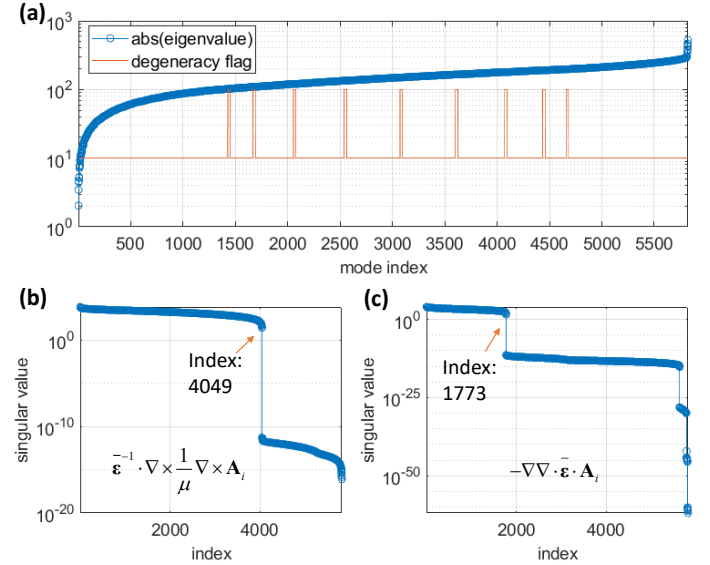 (a)
10^3
10^2
10^1
10^0
abs(eigenvalue)
degeneracy flag
500 1000 1500 2000 2500 3000 3500 4000 4500 5000 5500
mode index
(b)
10^0
10^-10
10^-20
singular value
Index:
4049
\bar{ε}^{-1} · ∇ × 1/μ ∇ × A_i
2000 4000
index
(c)
10^0
10^-25
10^-50
singular value
Index:
1773
-∇∇ · \bar{ε} · A_i
2000 4000
index